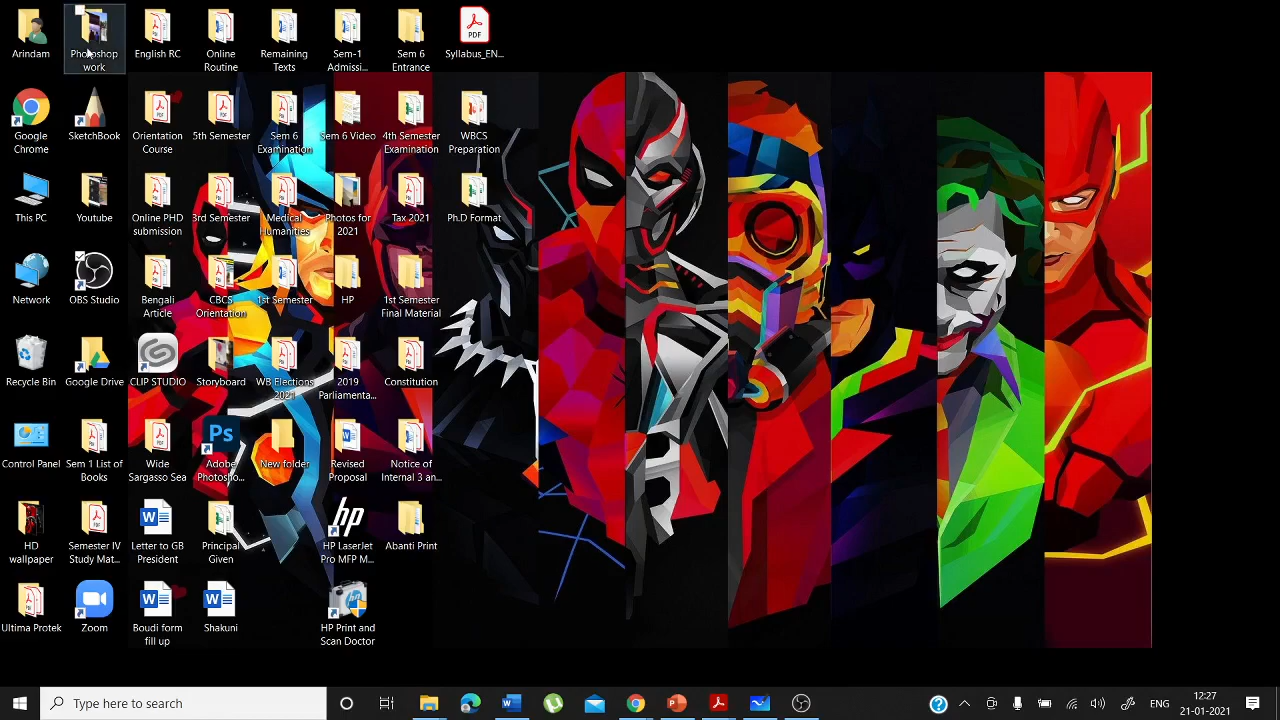 Arindam
Photoshop
work
English RC
Online
Routine
Remaining
Texts
Sem-1
Admissi...
Sem 6
Entrance
PDF
Syllabus_EN...
Google
Chrome
SketchBook
Orientation
Course
5th Semester
Sem 6
Examination
Sem 6 Video
4th Semester
Examination
WBCS
Preparation
This PC
Youtube
Online PHD
submission
3rd Semester
Medical
Humanities
Photos for
2021
Tax 2021
Ph.D Format
Network
OBS Studio
Bengali
Article
CBCS
Orientation
1st Semester
HP
1st Semester
Final Material
Recycle Bin
Google Drive
CLIP STUDIO
Storyboard
WB Elections
2021
2019
Parliamenta...
Constitution
Control Panel
Sem 1 List of
Books
Wide
Sargasso Sea
Ps
Adobe
Photosho...
New folder
Revised
Proposal
Notice of
Internal 3 an...
HD
wallpaper
Semester IV
Study Mat...
W
Letter to GB
President
Principal
Given
hp
HP LaserJet
Pro MFP M...
Abanti Print
Ultima Protek
Zoom
W
Boudi form
fill up
W
Shakuni
hp
HP Print and
Scan Doctor
Type here to search
ENG
12:27
21-01-2021